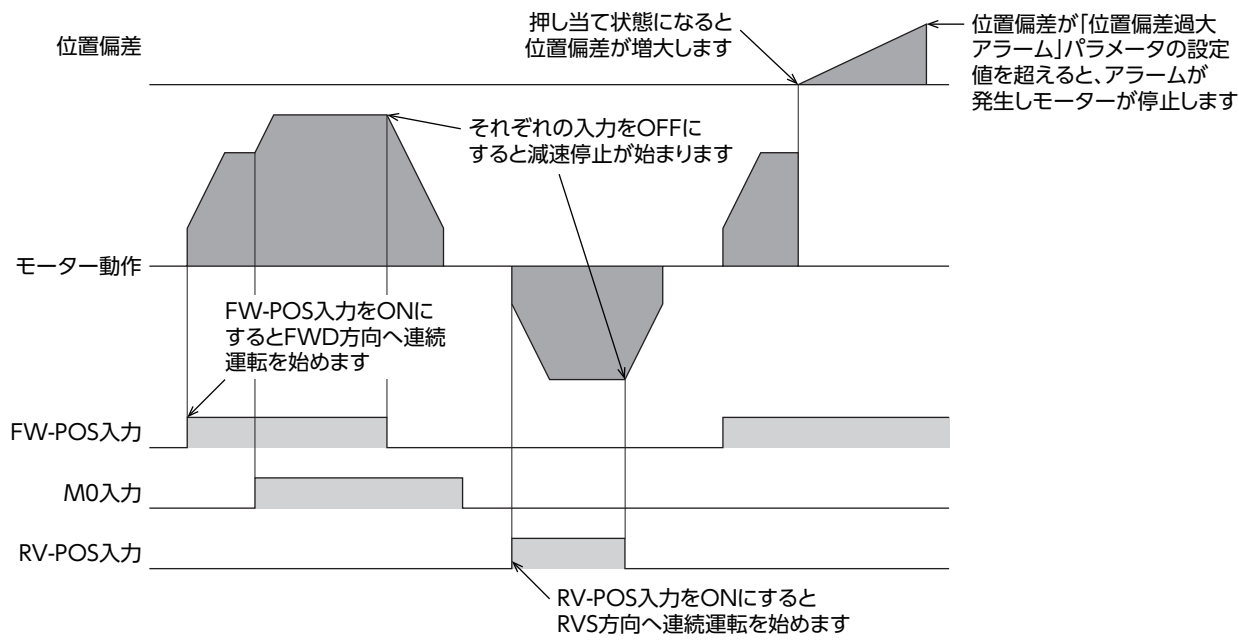 位置偏差
押し当て状態になると
位置偏差が増大します
位置偏差が「位置偏差過大
アラーム」パラメータの設定
値を超えると、アラームが
発生しモーターが停止します
それぞれの入力をOFFに
すると減速停止が始まります
モーター動作
FW-POS入力をONに
するとFWD方向へ連続
運転を始めます
FW-POS入力
M0入力
RV-POS入力
RV-POS入力をONにすると
RVS方向へ連続運転を始めます